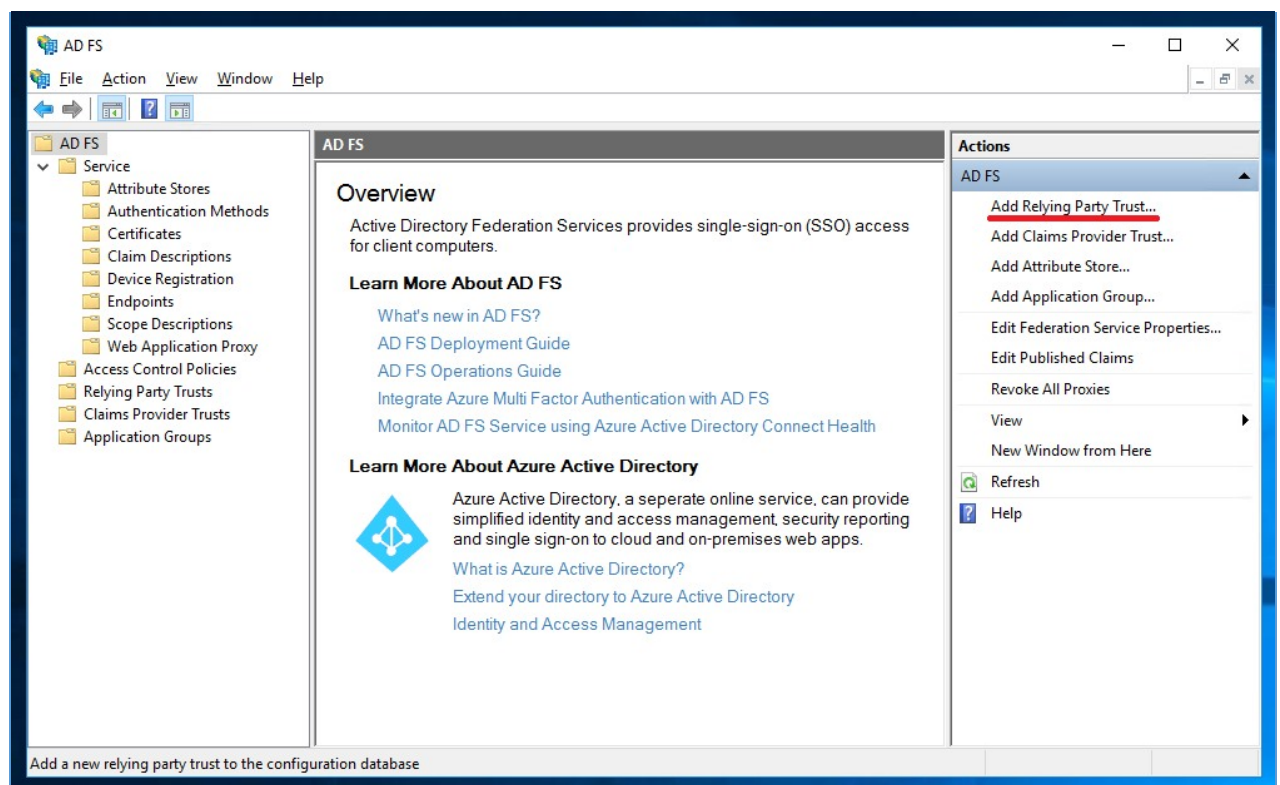 AD FS
File Action View Window Help
AD FS
Service
Attribute Stores
Authentication Methods
Certificates
Claim Descriptions
Device Registration
Endpoints
Scope Descriptions
Web Application Proxy
Access Control Policies
Relying Party Trusts
Claims Provider Trusts
Application Groups
AD FS
Overview
Active Directory Federation Services provides single-sign-on (SSO) access
for client computers.
Learn More About AD FS
What's new in AD FS?
AD FS Deployment Guide
AD FS Operations Guide
Integrate Azure Multi Factor Authentication with AD FS
Monitor AD FS Service using Azure Active Directory Connect Health
Learn More About Azure Active Directory
Azure Active Directory, a seperate online service, can provide
simplified identity and access management, security reporting
and single sign-on to cloud and on-premises web apps.
What is Azure Active Directory?
Extend your directory to Azure Active Directory
Identity and Access Management
Actions
AD FS
Add Relying Party Trust...
Add Claims Provider Trust...
Add Attribute Store...
Add Application Group...
Edit Federation Service Properties...
Edit Published Claims
Revoke All Proxies
View
New Window from Here
Refresh
Help
Add a new relying party trust to the configuration database